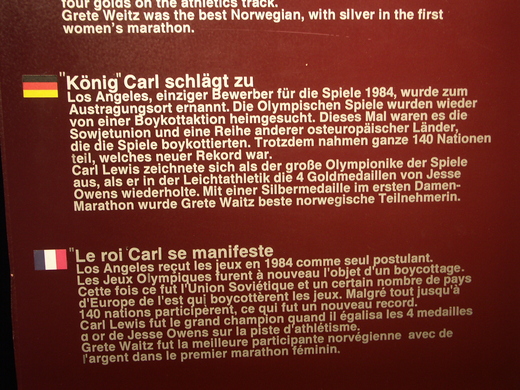 four golds on the athletics track.
Grete Weitz was the best Norwegian, with silver in the first
women's marathon.
"König" Carl schlägt zu
Los Angeles, einziger Bewerber für die Spiele 1984, wurde zum
Austragungsort ernannt. Die Olympischen Spiele wurden wieder
von einer Boykottaktion heimgesucht. Dieses Mal waren es die
Sowjetunion und eine Reihe anderer osteuropäischer Länder,
die die Spiele boykottierten. Trotzdem nahmen ganze 140 Nationen
teil, welches neuer Rekord war.
Carl Lewis zeichnete sich als der große Olympionike der Spiele
aus, als er in der Leichtathletik die 4 Goldmedaillen von Jesse
Owens wiederholte. Mit einer Silbermedaille im ersten Damen-
Marathon wurde Grete Waitz beste norwegische Teilnehmerin.
"Le roi Carl se manifeste
Los Angeles reçut les jeux en 1984 comme seul postulant.
Les Jeux Olympiques furent à nouveau l'objet d'un boycottage.
Cette fois ce fut l'Union Soviétique et un certain nombre de pays
d'Europe de l'est qui boycottèrent les jeux. Malgré tout jusqu'à
140 nations participèrent, ce qui fut un nouveau record.
Carl Lewis fut le grand champion quand il égalisa les 4 medailles
a or de Jesse Owens sur la piste d'athlétisme.
Grete Waitz fut la meilleure participante norvégienne avec de
l'argent dans le premier marathon féminin.